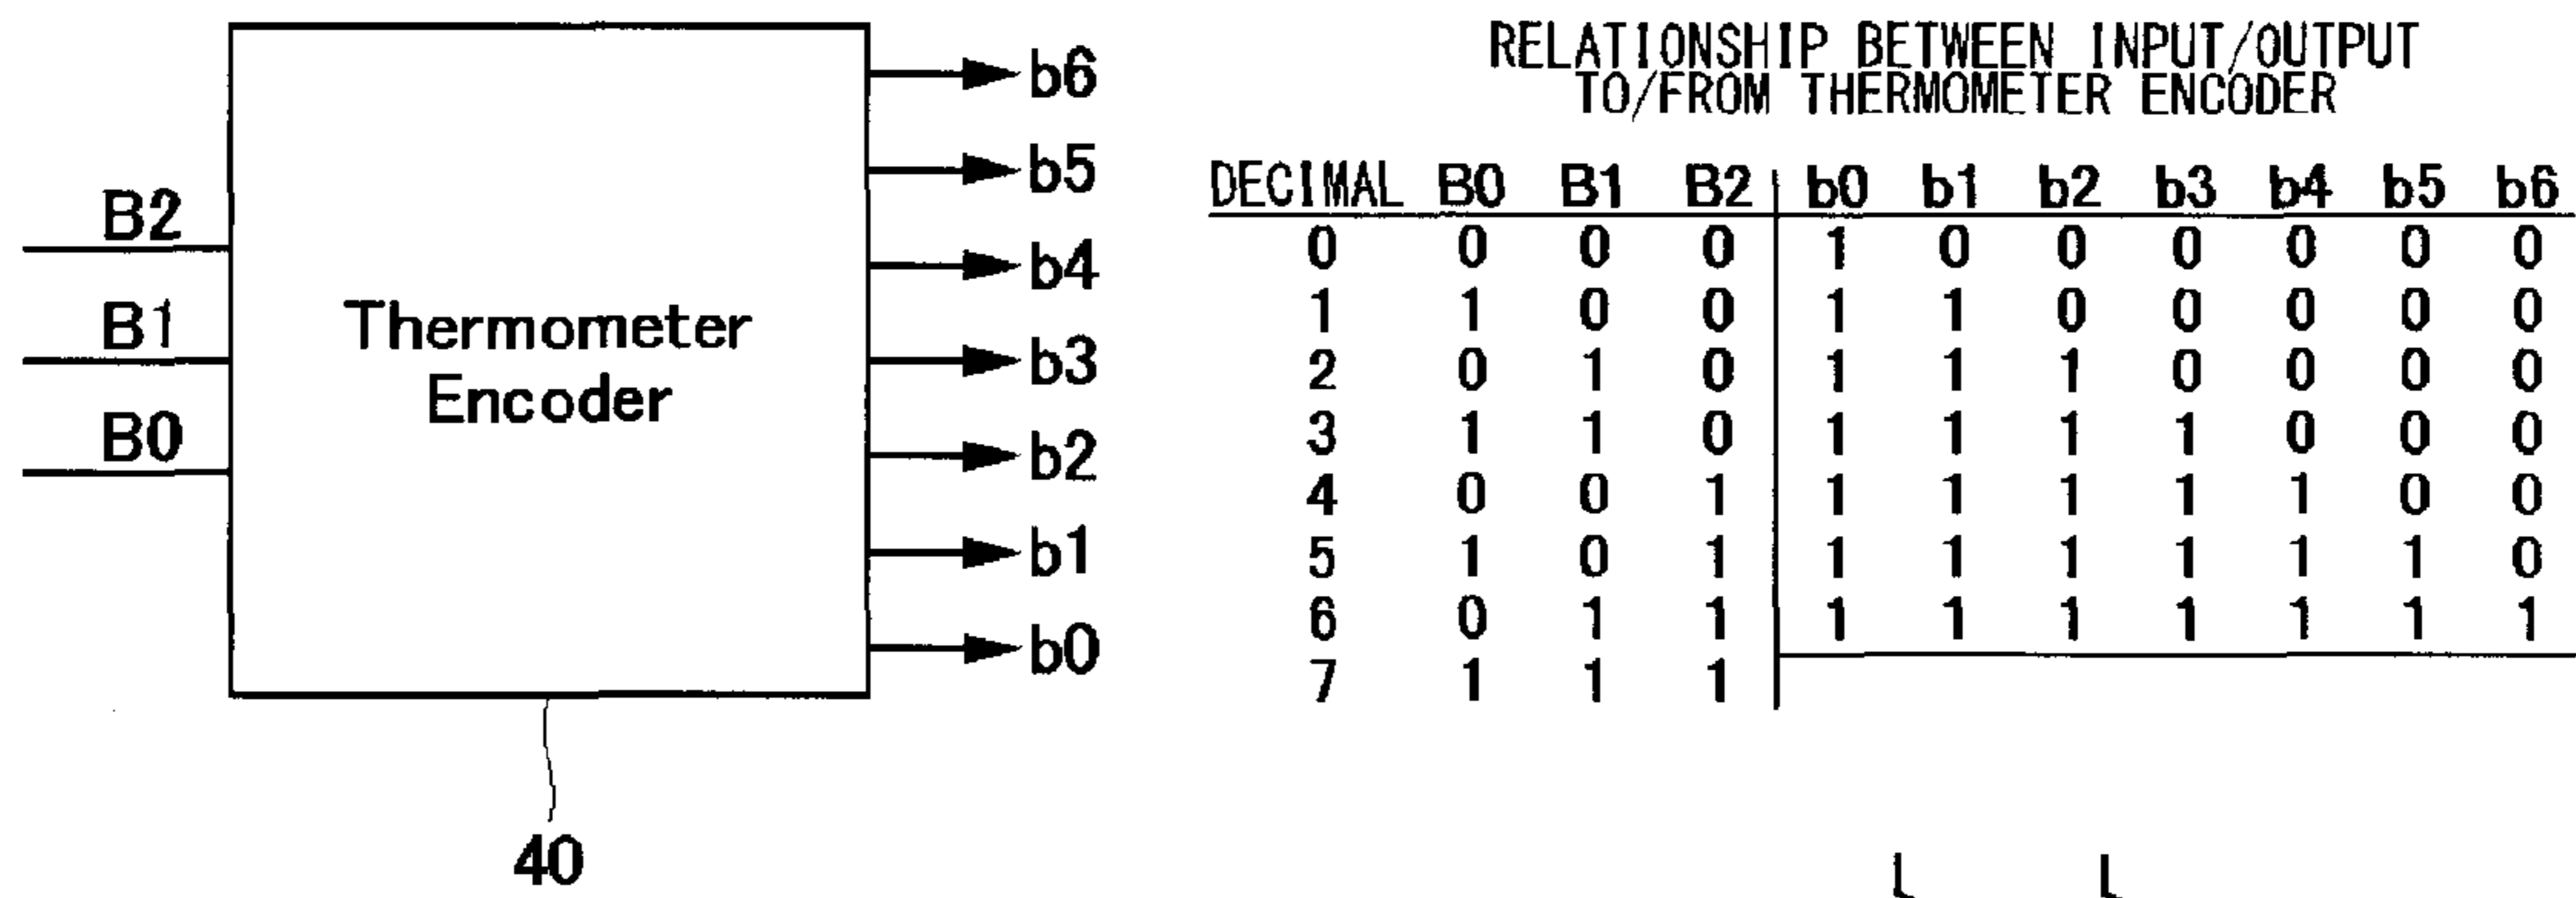 b6
b5
B2
b4
B1
Thermometer
b3
Encoder
B0
b2
b1
b0
40
RELATIONSHIP BETWEEN INPUT/OUTPUT
TO/FROM THERMOMETER ENCODER
DECIMAL B0 B1 B2 b0 b1 b2 b3 b4 b5 b6
0 0 0 0 1 0 0 0 0 0 0
1 1 0 0 1 1 0 0 0 0 0
2 0 1 0 1 1 1 0 0 0 0
3 1 1 0 1 1 1 1 0 0 0
4 0 0 1 1 1 1 1 1 0 0
5 1 0 1 1 1 1 1 1 1 0
6 0 1 1 1 1 1 1 1 1 1
7 1 1 1